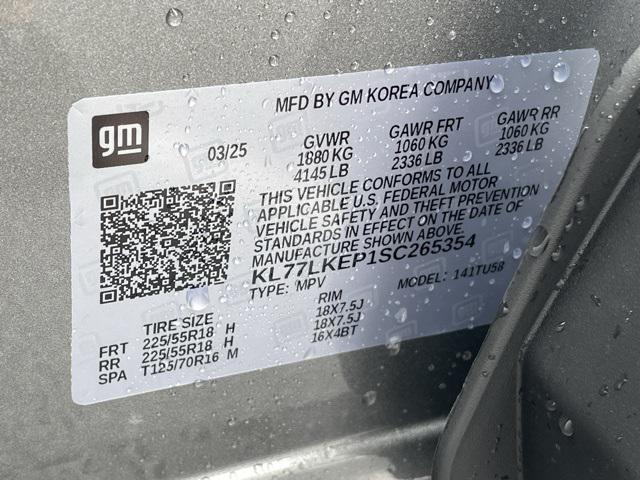 MFD BY GM KOREA COMPANY
gm
03/25
GVWR GAWR FRT GAWR RR
1880 KG 1060 KG 1060 KG
4145 LB 2336 LB 2336 LB
THIS VEHICLE CONFORMS TO ALL
APPLICABLE U.S. FEDERAL MOTOR
VEHICLE SAFETY AND THEFT PREVENTION
STANDARDS IN EFFECT ON THE DATE OF
MANUFACTURE SHOWN ABOVE.
KL77LKEP1SC265354
TYPE: MPV MODEL: 141TU58
TIRE SIZE RIM
FRT 225/55R18 H 18X7.5J
RR 225/55R18 H 18X7.5J
SPA T125/70R16 M 16X4BT